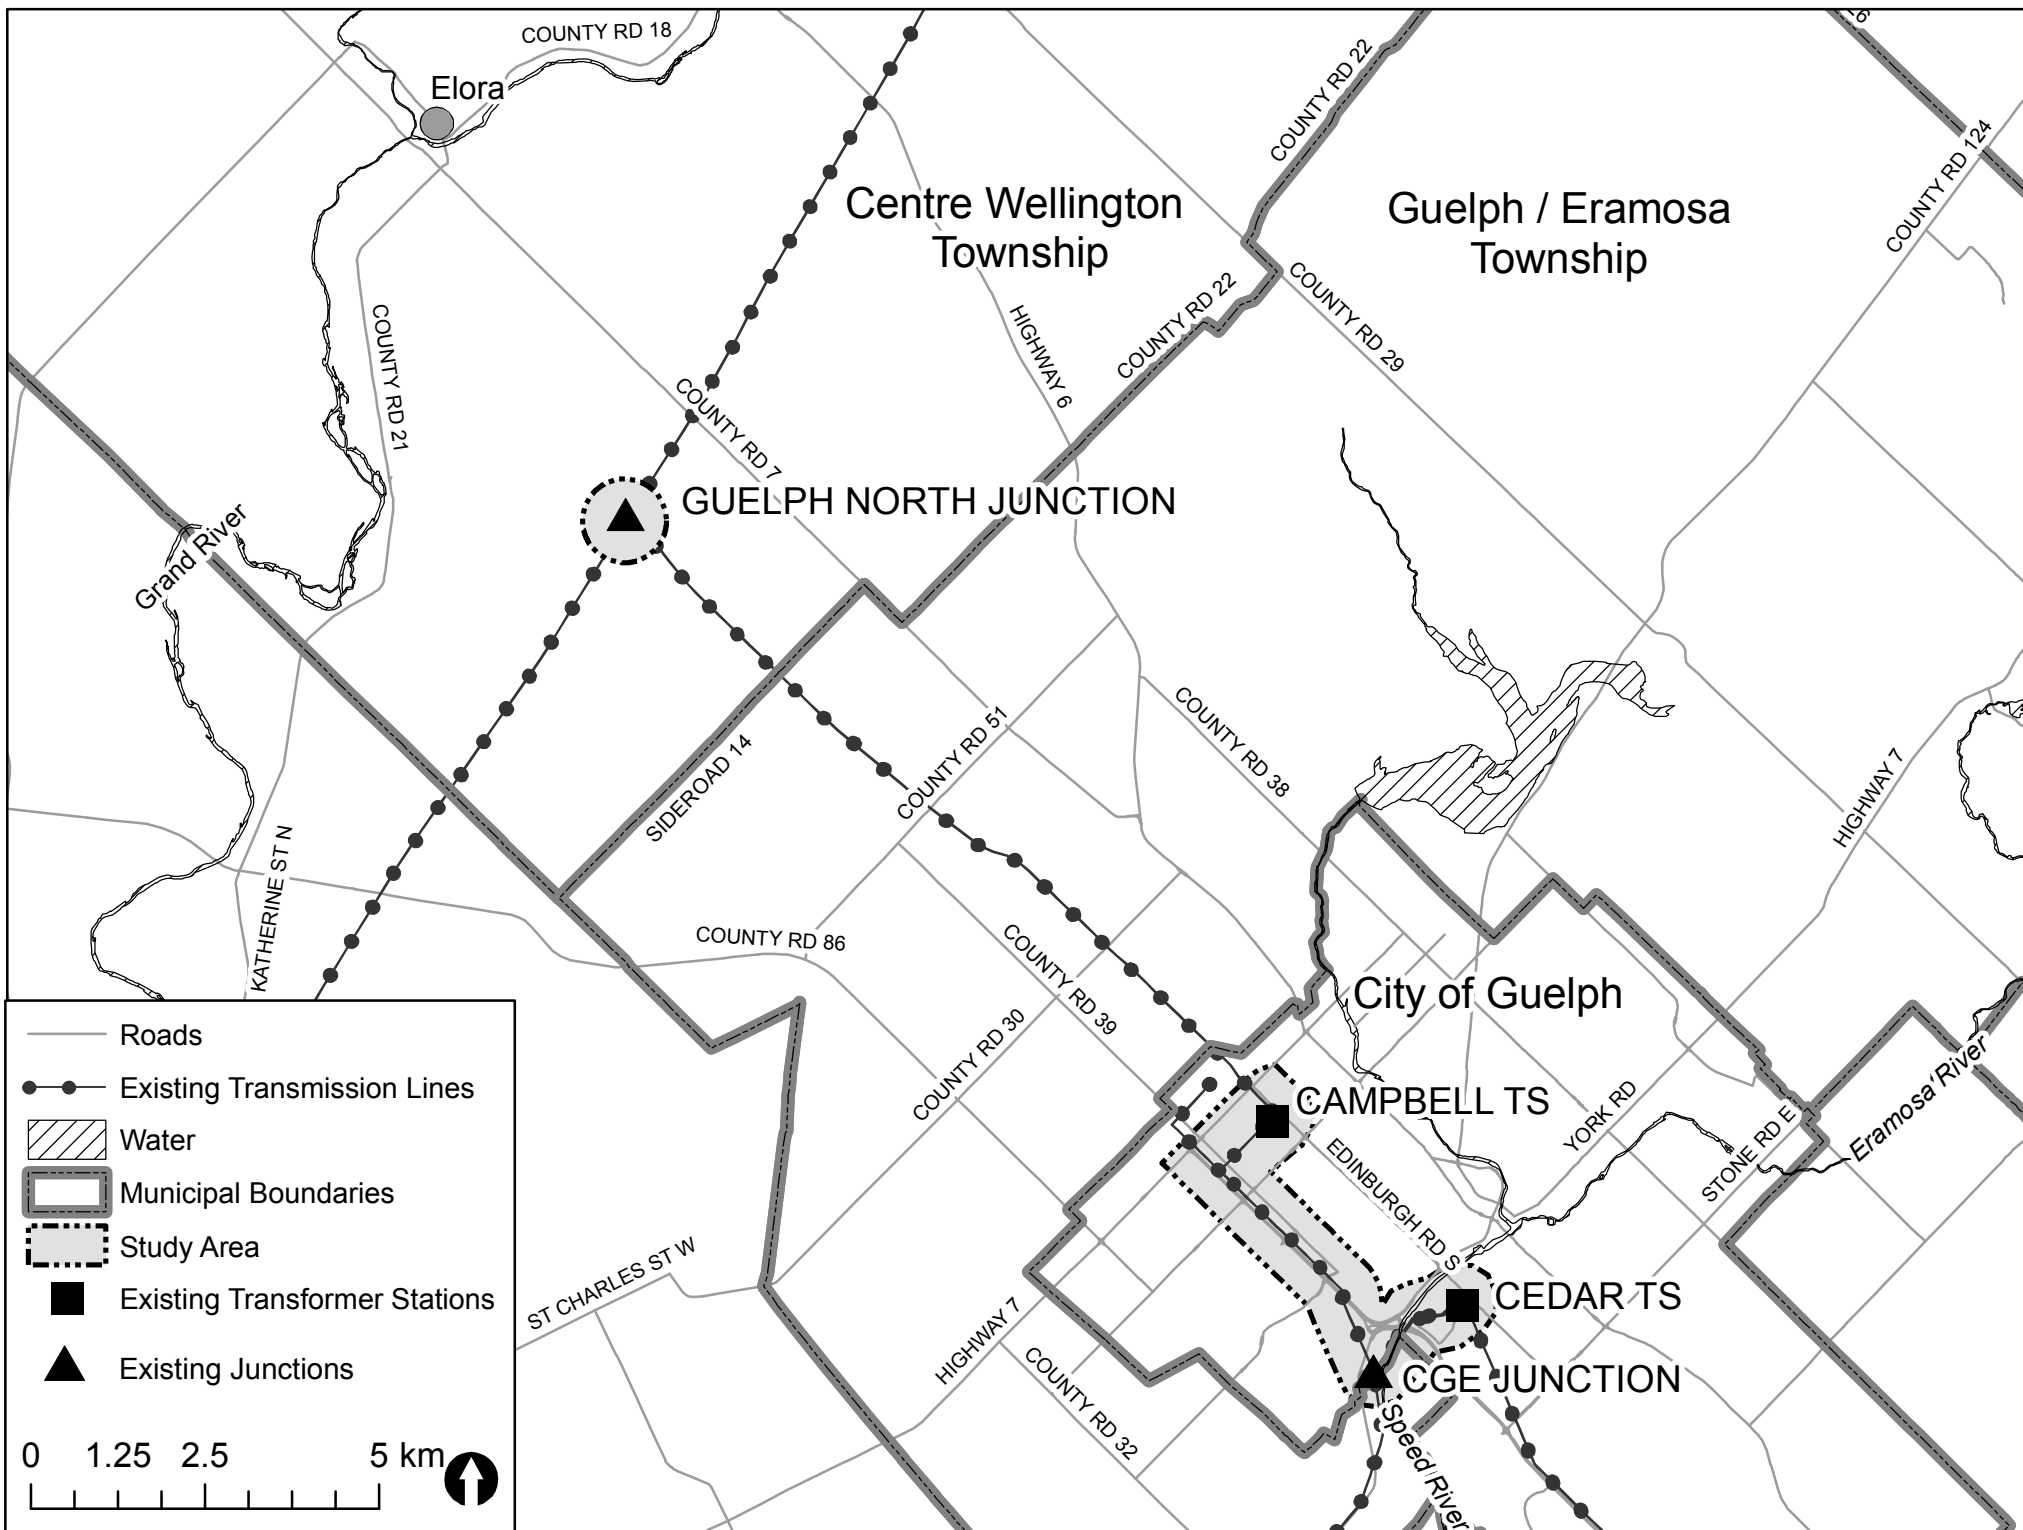 COUNTY RD 18
Elora
26
COUNTY RD 22
COUNTY RD 124
Centre Wellington
Township
Guelph / Eramosa
Township
COUNTY RD 21
HIGHWAY 6
COUNTY RD 22
COUNTY RD 29
COUNTY RD 7
GUELPH NORTH JUNCTION
Grand River
SIDEROAD 14
COUNTY RD 51
COUNTY RD 38
HIGHWAY 7
KATHERINE ST N
COUNTY RD 86
COUNTY RD 39
City of Guelph
COUNTY RD 30
CAMPBELL TS
YORK RD
STONE RD E
Eramosa River
EDINBURGH RD S
ST CHARLES ST W
CEDAR TS
HIGHWAY 7
COUNTY RD 32
CGE JUNCTION
Speed River
Roads
Existing Transmission Lines
Water
Municipal Boundaries
Study Area
Existing Transformer Stations
Existing Junctions
0 1.25 2.5 5 km